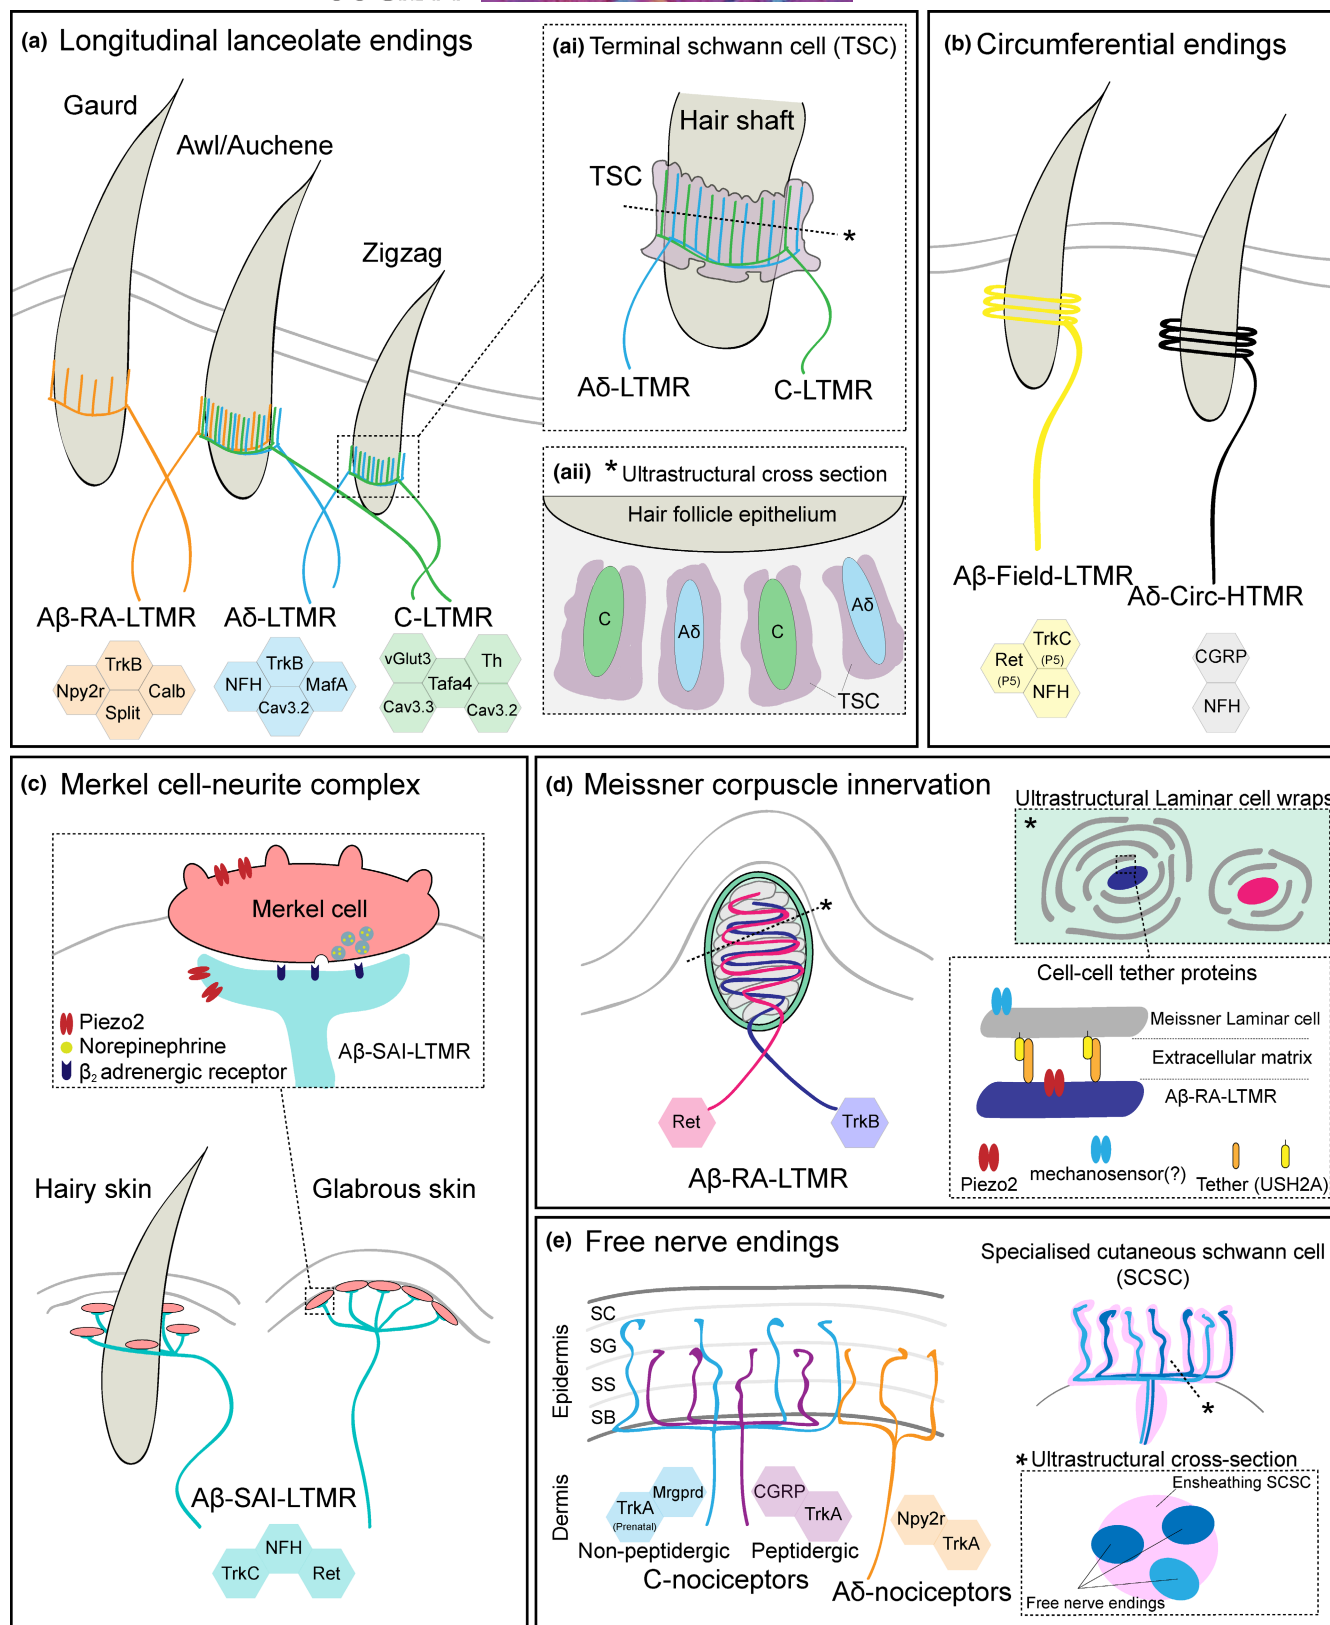 (a) Longitudinal lanceolate endings
Gaurd
Awl/Auchene
Zigzag
Aβ-RA-LTMR
Aδ-LTMR
C-LTMR
TrkB
Npy2r
Calb
Split
TrkB
NFH
MafA
Cav3.2
vGlut3
Th
Tafa4
Cav3.3
Cav3.2
(ai) Terminal schwann cell (TSC)
Hair shaft
TSC
*
Aδ-LTMR
C-LTMR
(aii) * Ultrastructural cross section
Hair follicle epithelium
C
Aδ
C
Aδ
TSC
(b) Circumferential endings
Aβ-Field-LTMR
Aδ-Circ-HTMR
TrkC
(P5)
Ret
(P5)
NFH
CGRP
NFH
(c) Merkel cell-neurite complex
Merkel cell
Piezo2
Norepinephrine
β2 adrenergic receptor
Aβ-SAI-LTMR
Hairy skin
Glabrous skin
Aβ-SAI-LTMR
NFH
TrkC
Ret
(d) Meissner corpuscle innervation
*
Ret
TrkB
Aβ-RA-LTMR
Ultrastructural Laminar cell wraps
*
Cell-cell tether proteins
Meissner Laminar cell
Extracellular matrix
Aβ-RA-LTMR
Piezo2
mechanosensor(?)
Tether (USH2A)
(e) Free nerve endings
Epidermis
Dermis
SC
SG
SS
SB
Mrgprd
TrkA
(Prenatal)
CGRP
TrkA
Npy2r
TrkA
Non-peptidergic
Peptidergic
C-nociceptors
Aδ-nociceptors
Specialised cutaneous schwann cell
(SCSC)
*
* Ultrastructural cross-section
Ensheathing SCSC
Free nerve endings